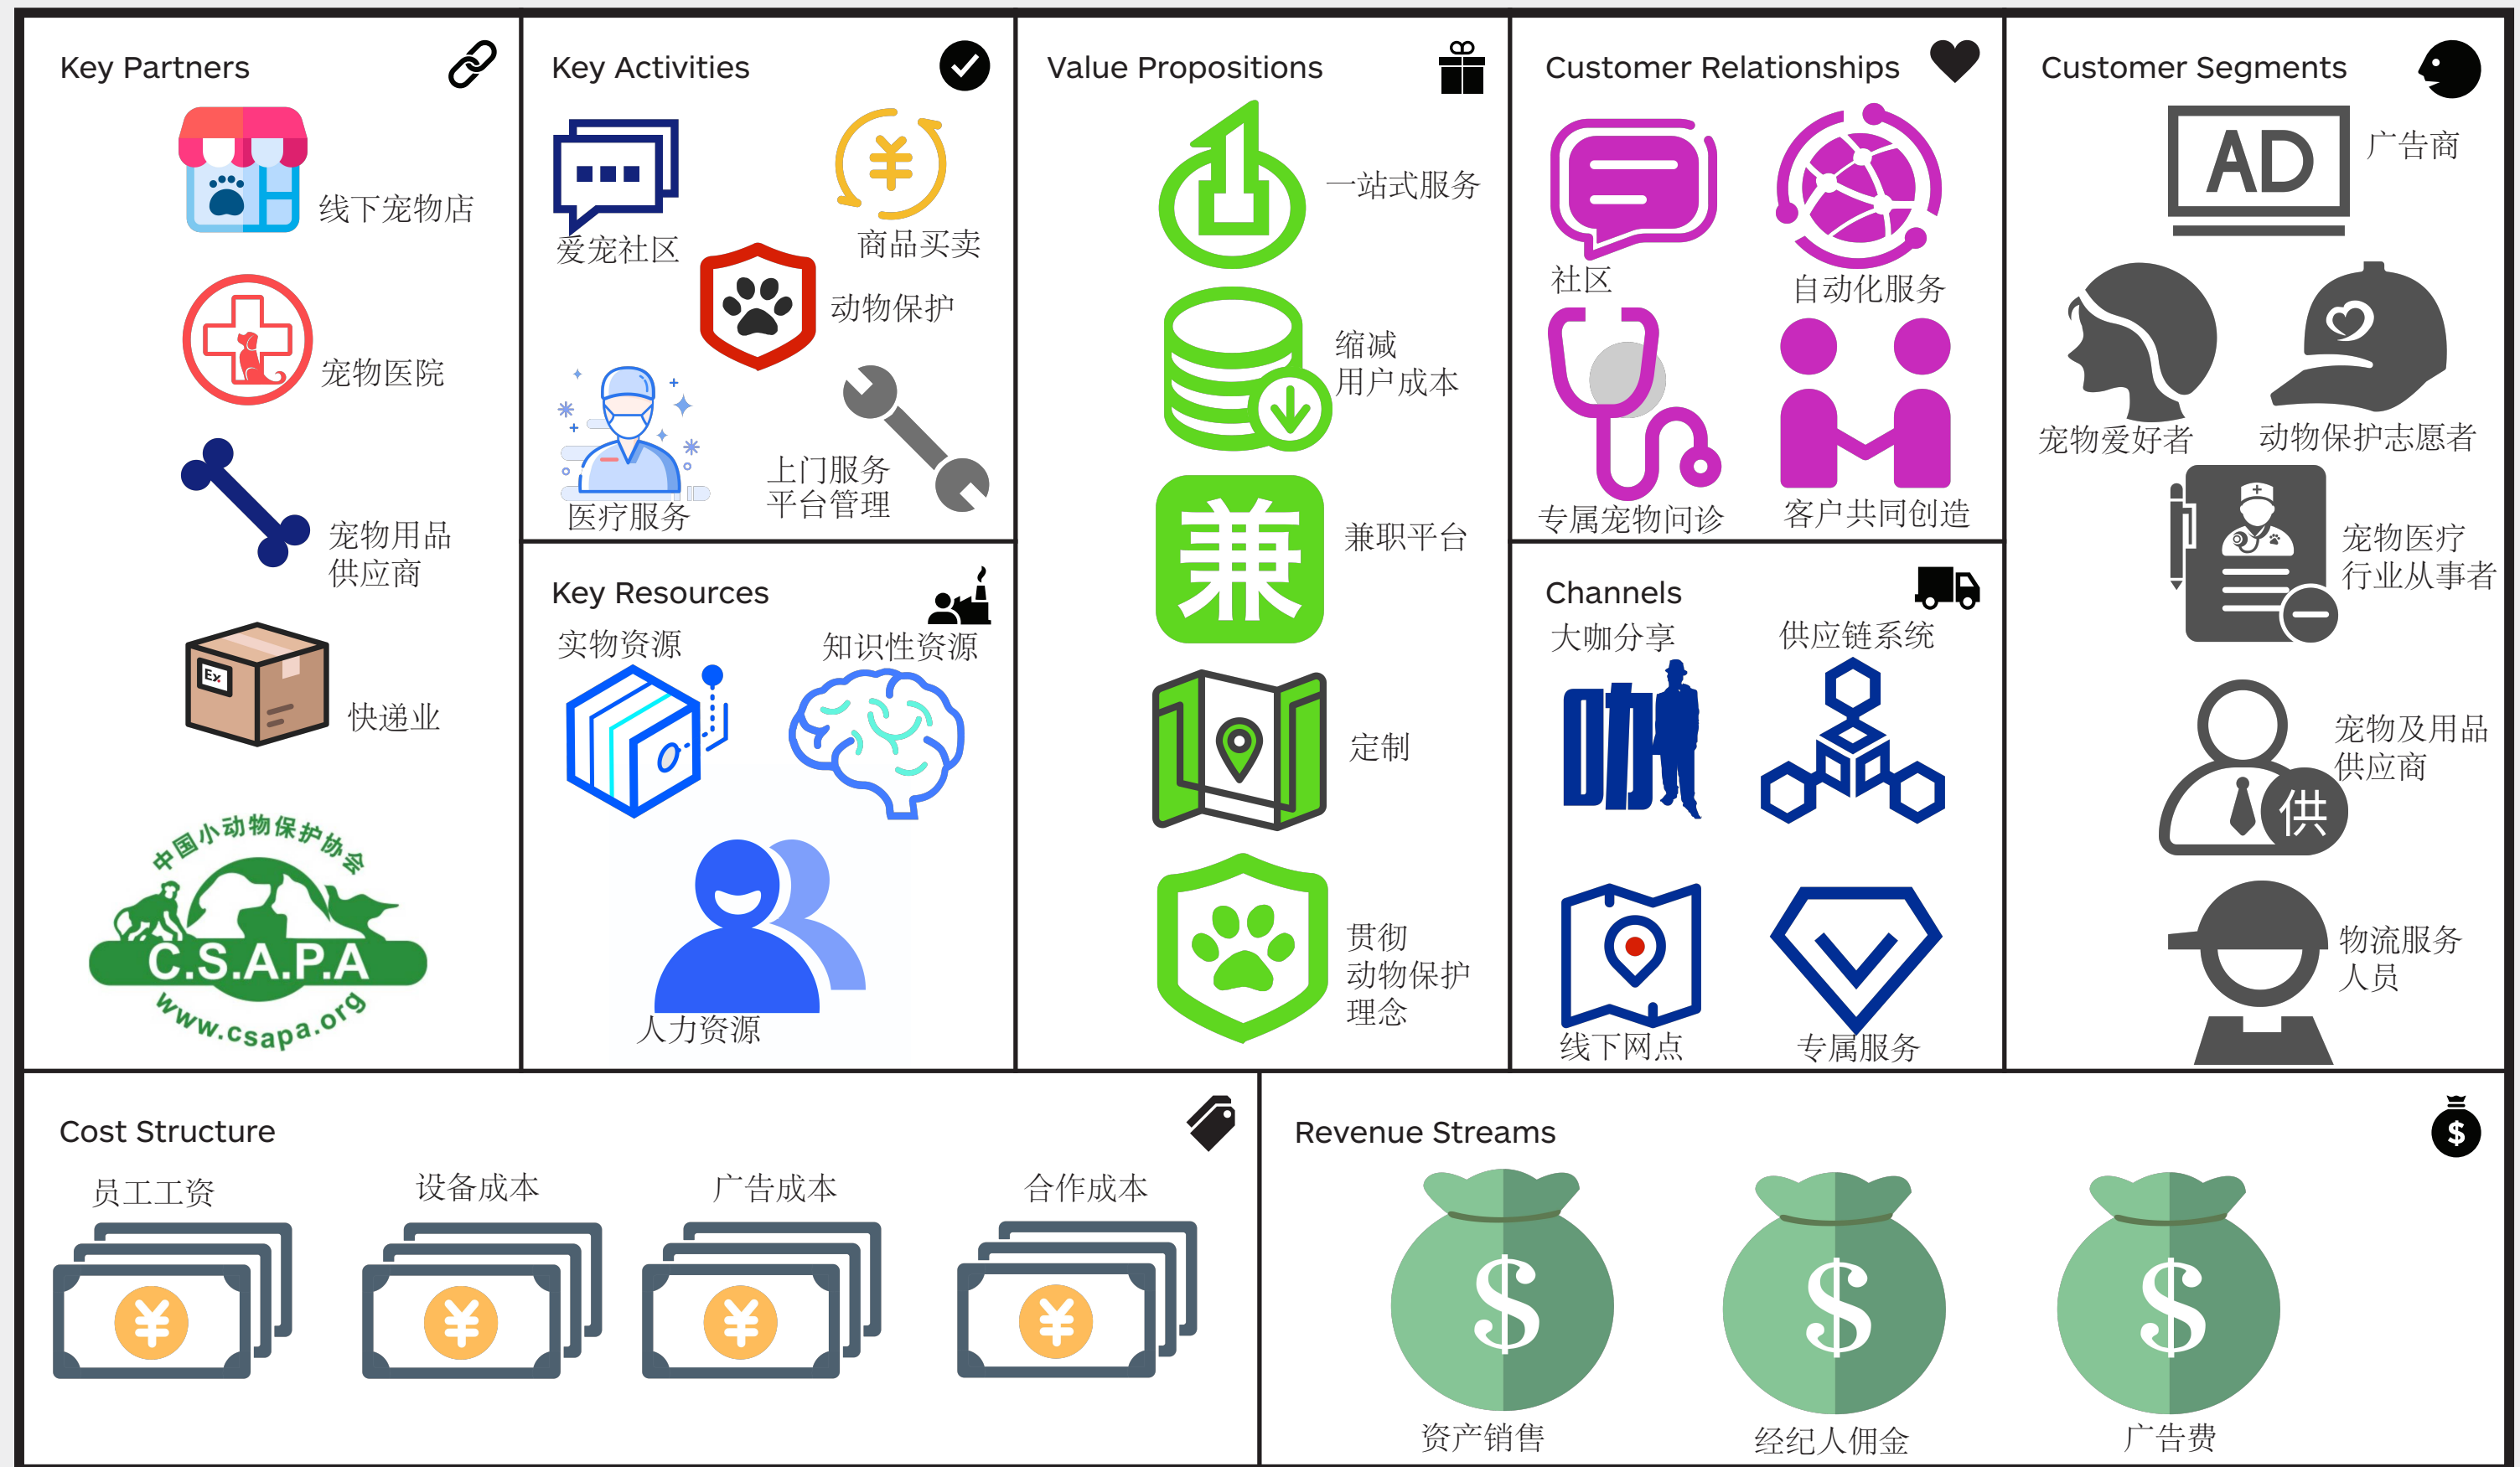 Key Partners
线下宠物店
宠物医院
宠物用品
供应商
Ex
快递业
中国小动物保护协会
C.S.A.P.A
www.csapa.org
Key Activities
爱宠社区
¥
商品买卖
动物保护
医疗服务
上门服务
平台管理
Key Resources
实物资源
知识性资源
人力资源
Value Propositions
一站式服务
缩减
用户成本
兼
兼职平台
定制
贯彻
动物保护
理念
Customer Relationships
社区
自动化服务
专属宠物问诊
客户共同创造
Channels
大咖分享
咖
供应链系统
线下网点
专属服务
Customer Segments
AD
广告商
宠物爱好者
动物保护志愿者
宠物医疗
行业从事者
宠物及用品
供应商
供
物流服务
人员
Cost Structure
员工工资
¥
设备成本
¥
广告成本
¥
合作成本
¥
Revenue Streams
$
$
资产销售
$
经纪人佣金
$
广告费